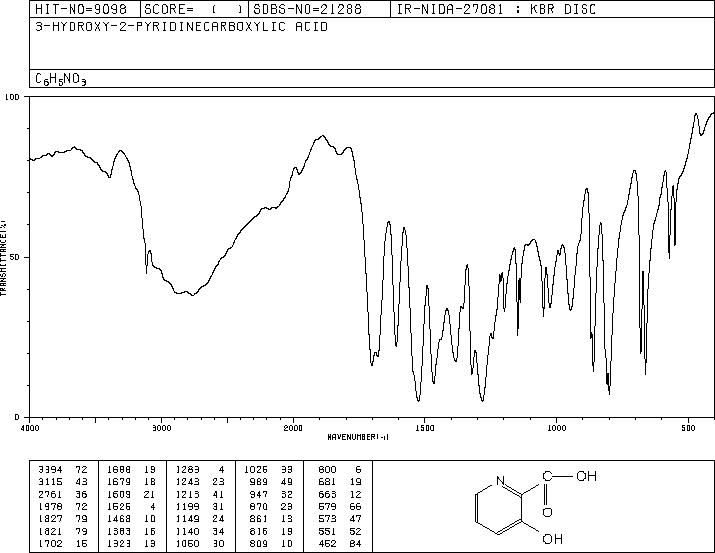 HIT-NO=9098 SCORE= ( ) SDBS-NO=21288 IR-NIDA-27081 : KBR DISC
3-HYDROXY-2-PYRIDINECARBOXYLIC ACID
C6H5NO3
100
50
0
TRANSMITTANCE(%)
4000 3000 2000 1500 1000 500
WAVENUMBER(-1)
3394 72 1688 19 1283 4 1026 33 800 6
3115 43 1679 18 1243 23 989 49 681 19
2761 36 1609 21 1213 41 947 32 663 12
1978 72 1526 4 1199 31 870 23 579 66
1827 79 1468 10 1149 24 861 13 573 47
1821 79 1383 16 1140 34 816 19 551 52
1702 15 1323 13 1050 30 809 10 452 84
N
C
OH
O
OH